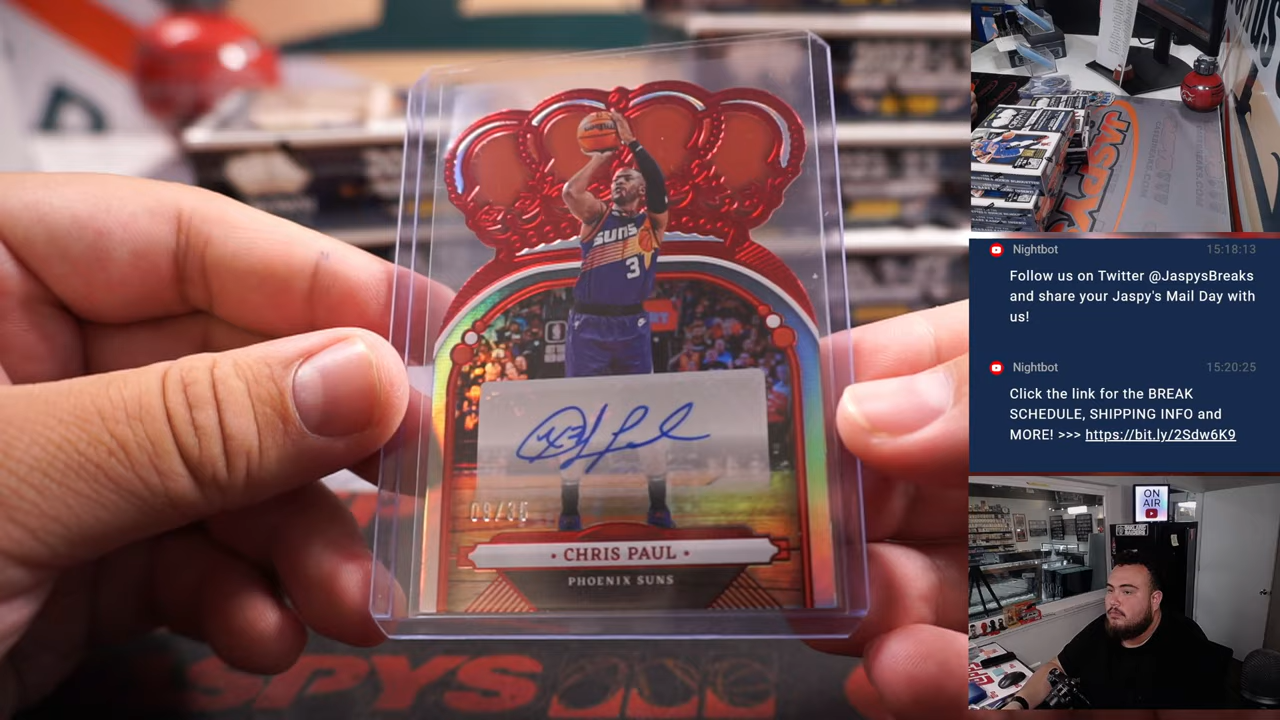 SUNS
3
09/35
• CHRIS PAUL •
PHOENIX SUNS
SPYS
JASPY
Nightbot 15:18:13
Follow us on Twitter @JaspysBreaks
and share your Jaspy's Mail Day with
us!
Nightbot 15:20:25
Click the link for the BREAK
SCHEDULE, SHIPPING INFO and
MORE! >>> https://bit.ly/2Sdw6K9
ON
AIR